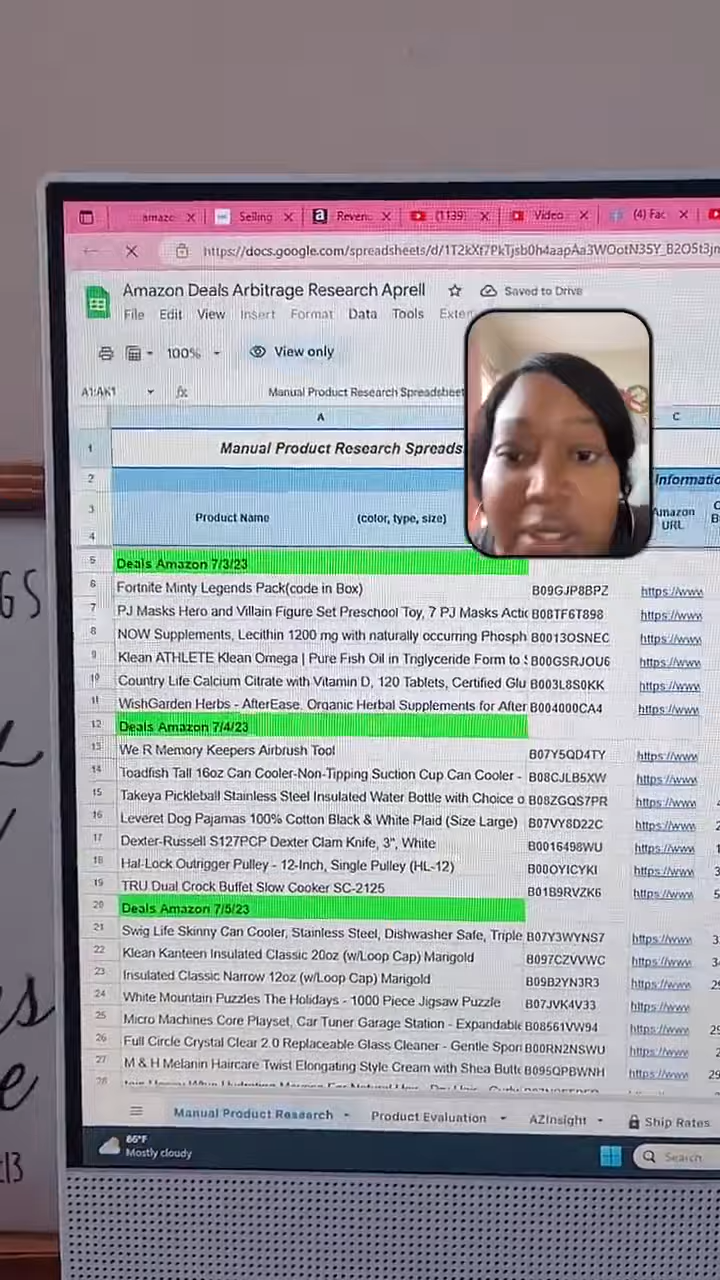 amazo
Selling
Reven
(1139)
Video
(4) Fac
https://docs.google.com/spreadsheets/d/
Amazon Deals Arbitrage Research Aprell
Saved to Drive
File Edit View Insert Format Data Tools Exten
100% View only
A1:AK1 fx Manual Product Research Spreadsheet
A C
1 Manual Product Research Spreads
2 Informatio
3 Product Name (color, type, size) Amazon URL
4
5 Deals Amazon 7/3/23
6 Fortnite Minty Legends Pack(code in Box) B09GJP8BPZ https://www
7 PJ Masks Hero and Villain Figure Set Preschool Toy, 7 PJ Masks Actic B08TF6T898 https://www
8 NOW Supplements, Lecithin 1200 mg with naturally occurring Phosph B0013OSNEC https://www
9 Klean ATHLETE Klean Omega | Pure Fish Oil in Triglyceride Form to B00GSRJOU6 https://www
10 Country Life Calcium Citrate with Vitamin D, 120 Tablets, Certified Glu B003L8S0KK https://www
11 WishGarden Herbs - AfterEase, Organic Herbal Supplements for After B004000CA4 https://www
12 Deals Amazon 7/4/23
13 We R Memory Keepers Airbrush Tool B07Y5QD4TY https://www
14 Toadfish Tall 16oz Can Cooler-Non-Tipping Suction Cup Can Cooler - B08CJLB5XW https://www
15 Takeya Pickleball Stainless Steel Insulated Water Bottle with Choice o B08ZGQS7PR https://www
16 Leveret Dog Pajamas 100% Cotton Black & White Plaid (Size Large) B07VY8D22C https://www
17 Dexter-Russell S127PCP Dexter Clam Knife, 3", White B0016498WU https://www
18 Hal-Lock Outrigger Pulley - 12-Inch, Single Pulley (HL-12) B00OYICYKI https://www
19 TRU Dual Crock Buffet Slow Cooker SC-2125 B01B9RVZK6 https://www
20 Deals Amazon 7/5/23
21 Swig Life Skinny Can Cooler, Stainless Steel, Dishwasher Safe, Triple B07Y3WYNS7 https://www
22 Klean Kanteen Insulated Classic 20oz (w/Loop Cap) Marigold B097CZVVWC https://www
23 Insulated Classic Narrow 12oz (w/Loop Cap) Marigold B09B2YN3R3 https://www
24 White Mountain Puzzles The Holidays - 1000 Piece Jigsaw Puzzle B07JVK4V33 https://www
25 Micro Machines Core Playset, Car Tuner Garage Station - Expandable B08561VW94 https://www
26 Full Circle Crystal Clear 2.0 Replaceable Glass Cleaner - Gentle Spor B00RN2NSWU https://www
27 M & H Melanin Haircare Twist Elongating Style Cream with Shea Butte B095QPBWNH https://www
28
Manual Product Research Product Evaluation AZInsight Ship Rates
86°F
Mostly cloudy
Search
GS